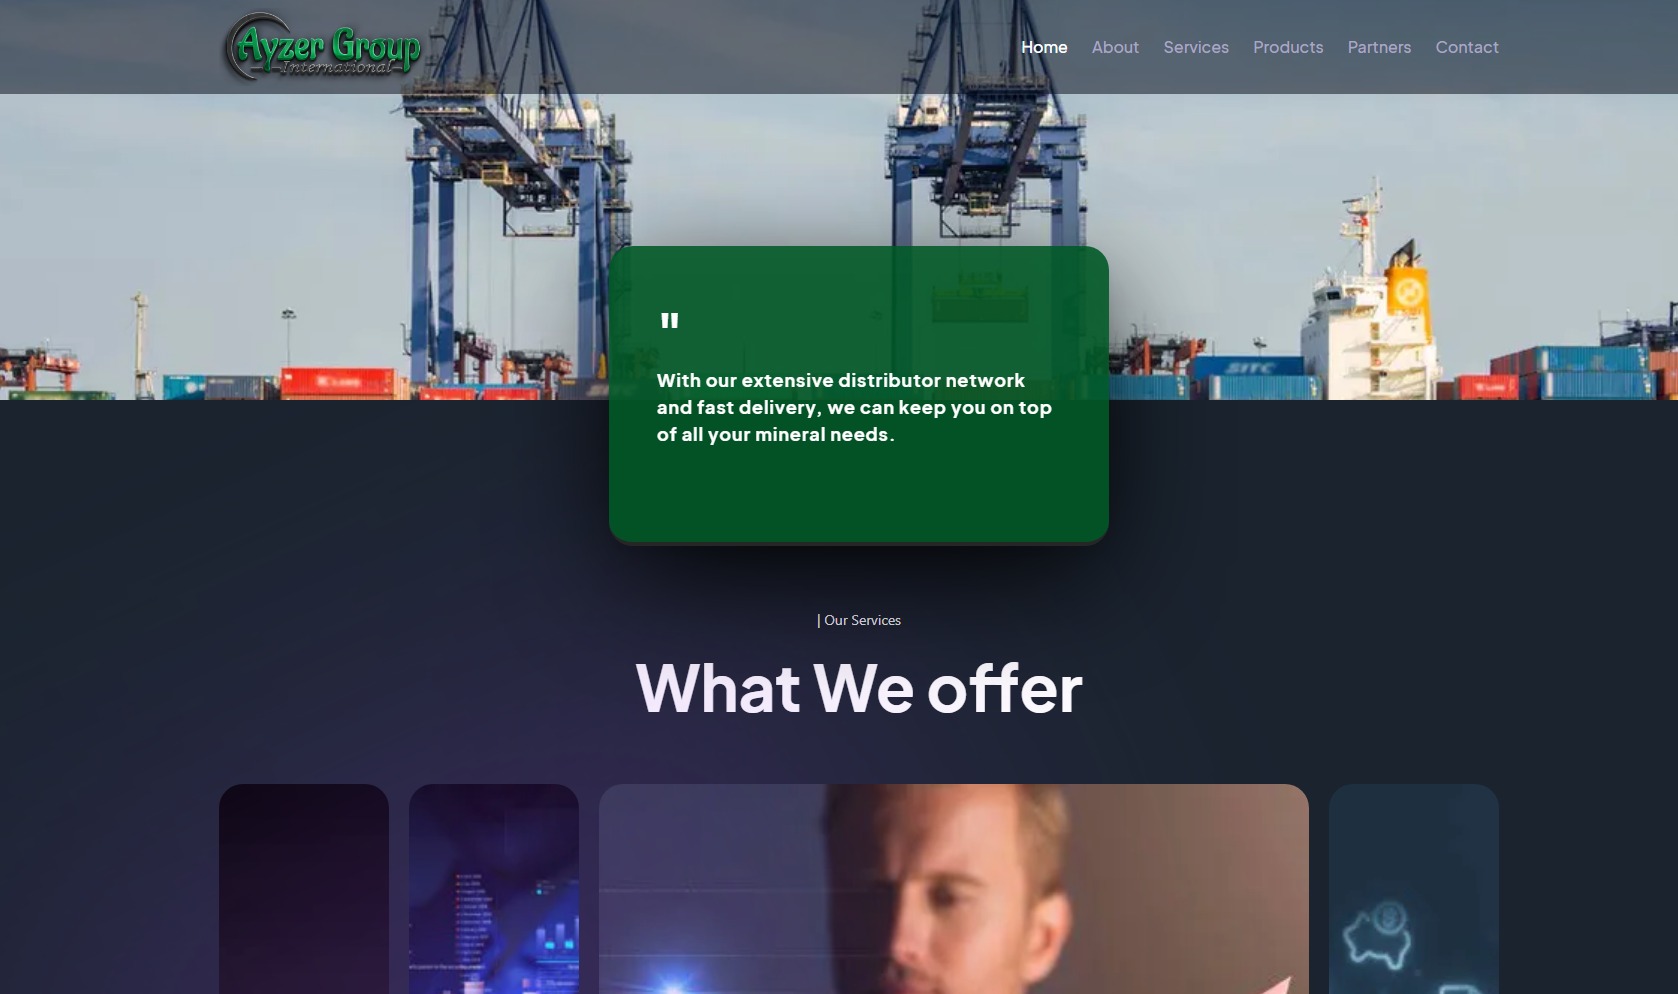 Ayzer Group
International
Home About Services Products Partners Contact
SITC
"
With our extensive distributor network
and fast delivery, we can keep you on top
of all your mineral needs.
| Our Services
What We offer